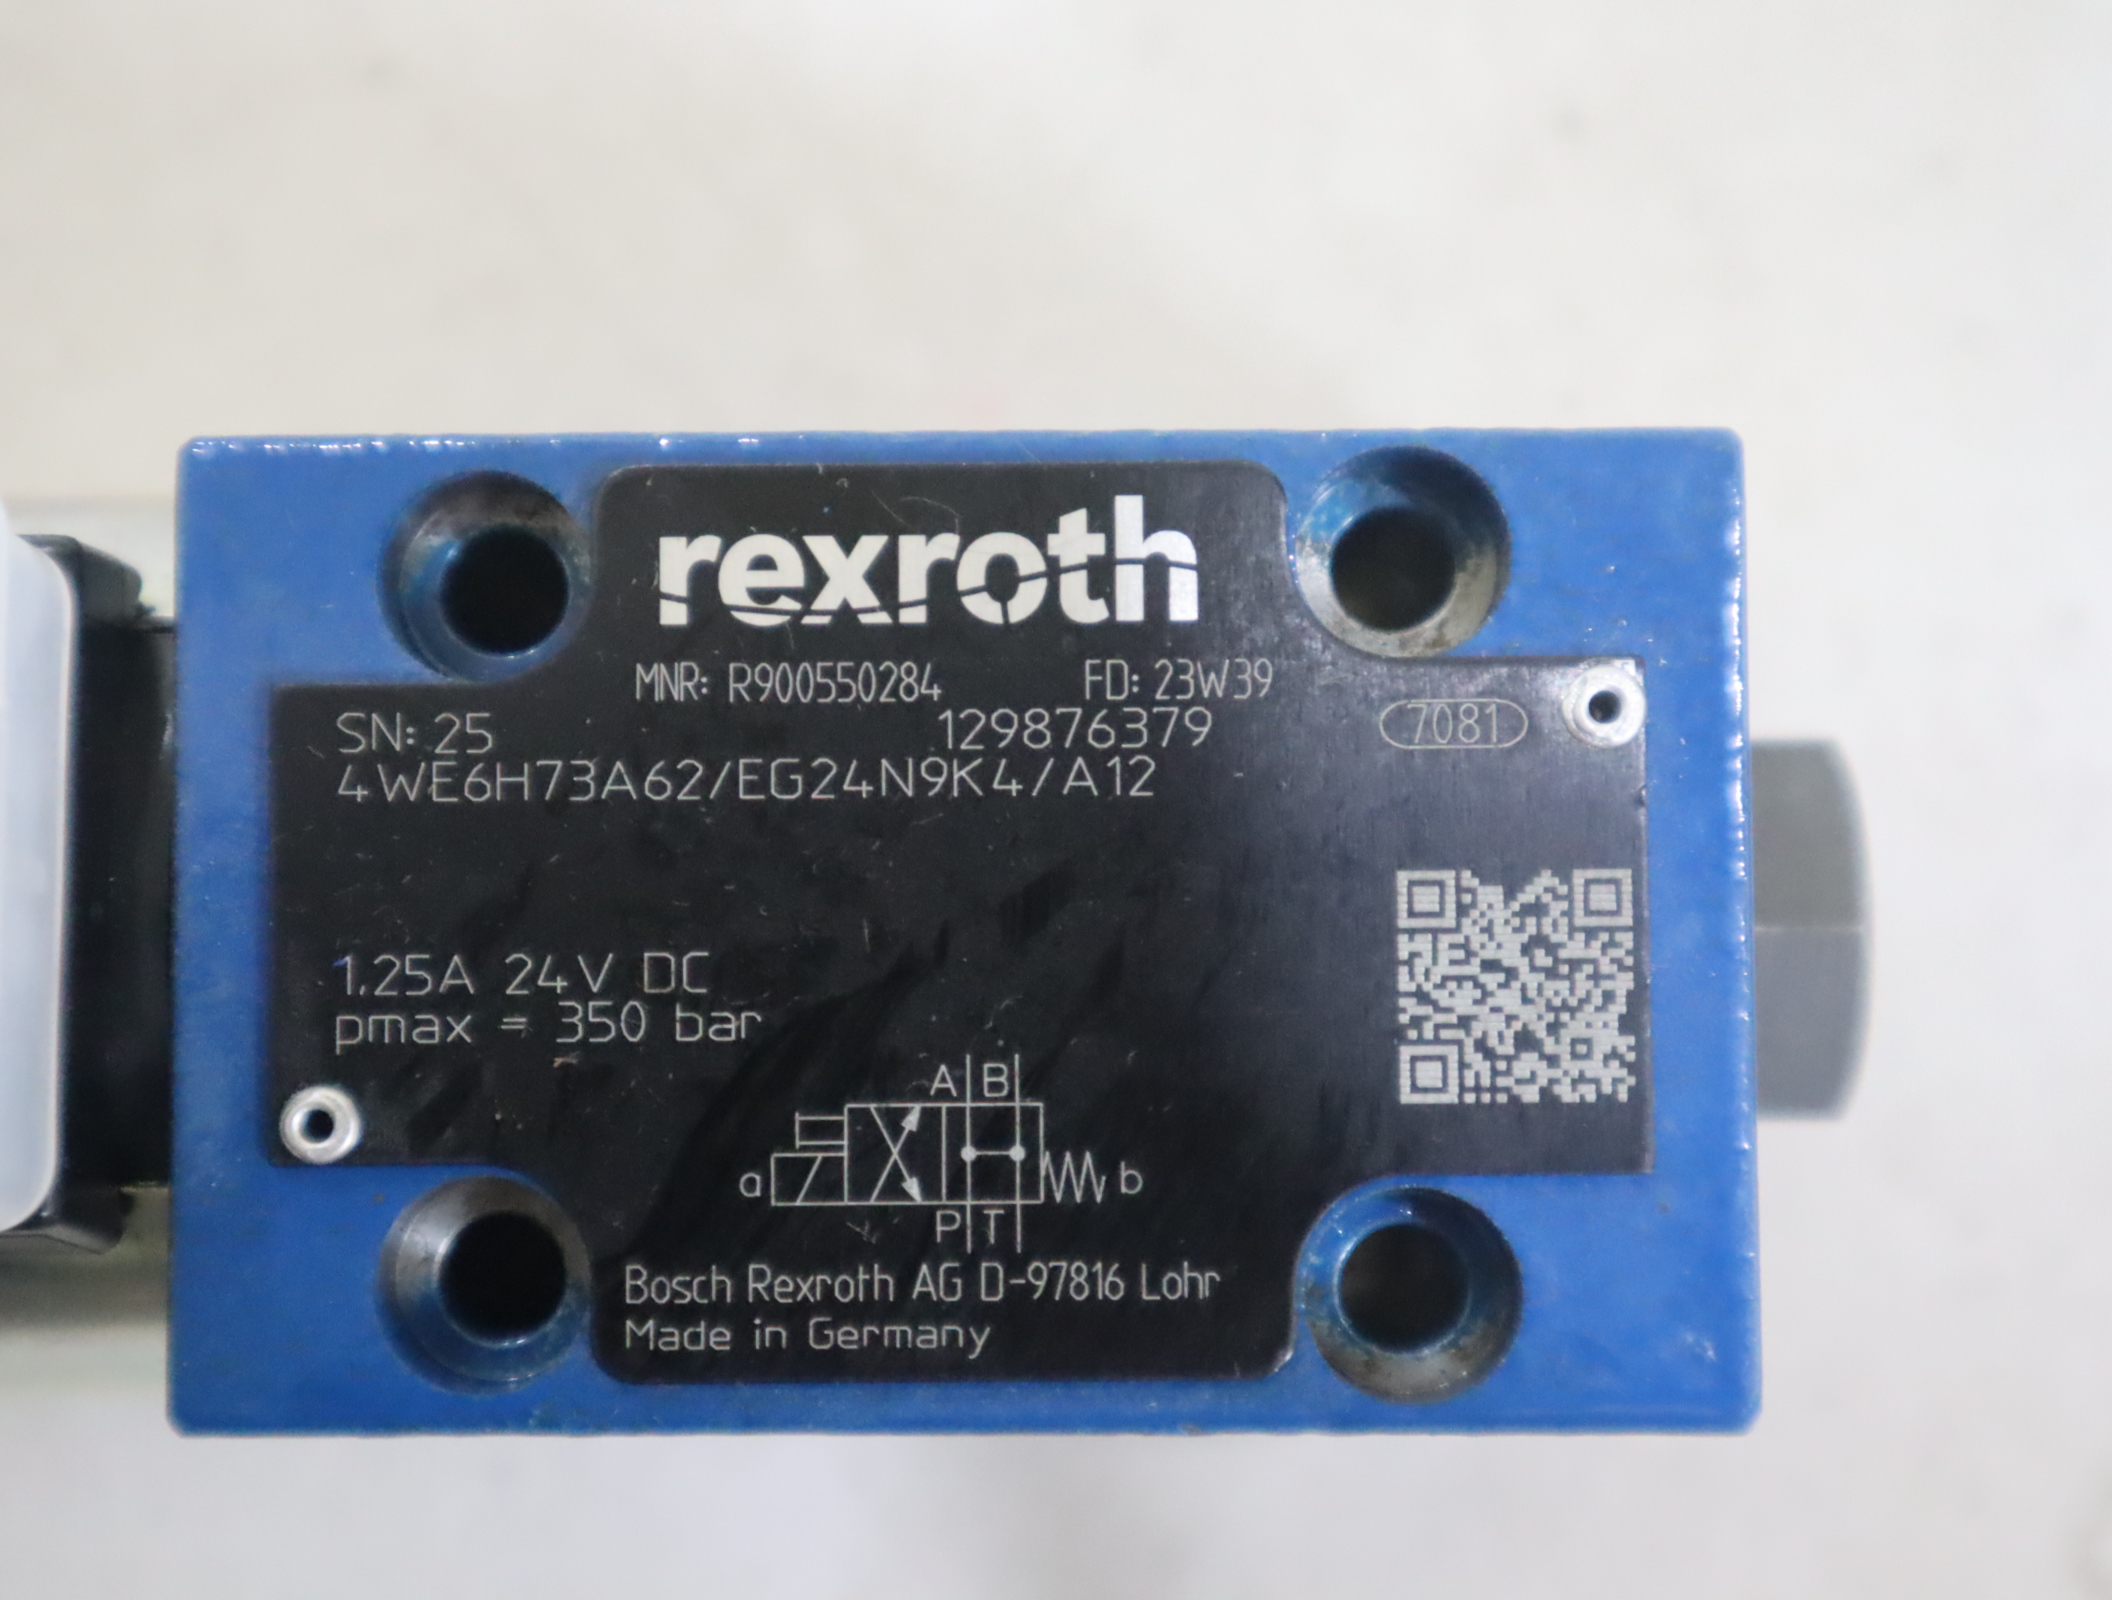 rexroth
MNR: R900550284 FD: 23W39
SN: 25 129876379 7081
4WE6H73A62/EG24N9K4/A12
1.25A 24V DC
pmax = 350 bar
A B
a b
P T
Bosch Rexroth AG D-97816 Lohr
Made in Germany